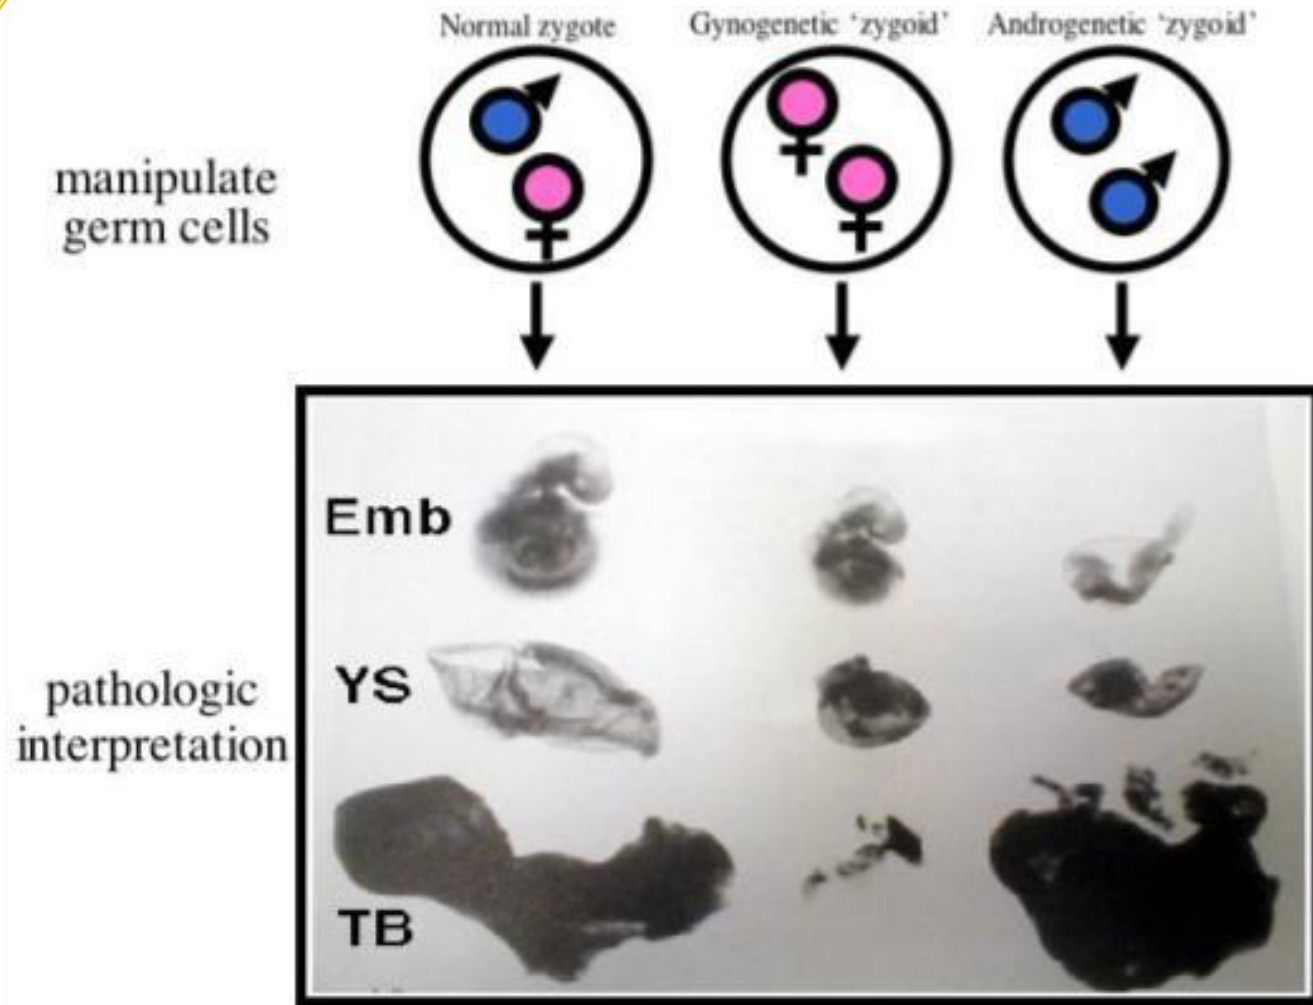 Normal zygote
Gynogenetic ‘zygoid’
Androgenetic ‘zygoid’
manipulate
germ cells
Emb
YS
pathologic
interpretation
TB